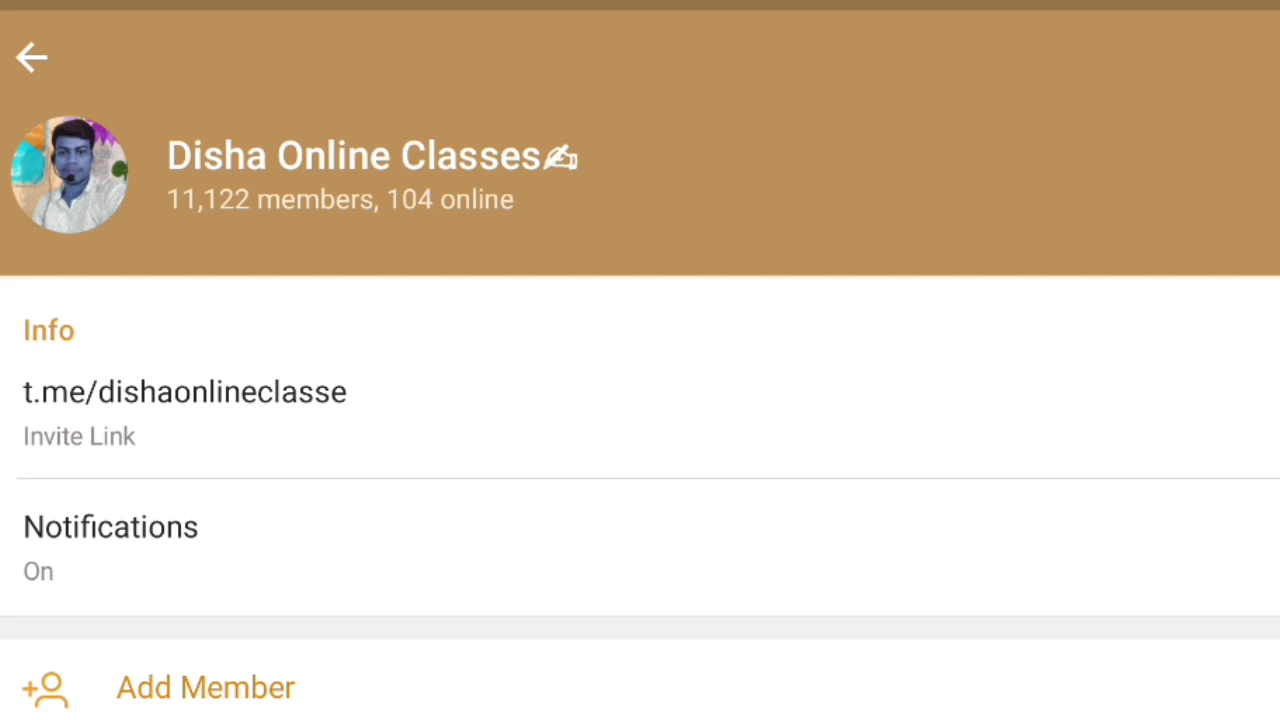 Disha Online Classes✍
11,122 members, 104 online
Info
t.me/dishaonlineclasse
Invite Link
Notifications
On
Add Member